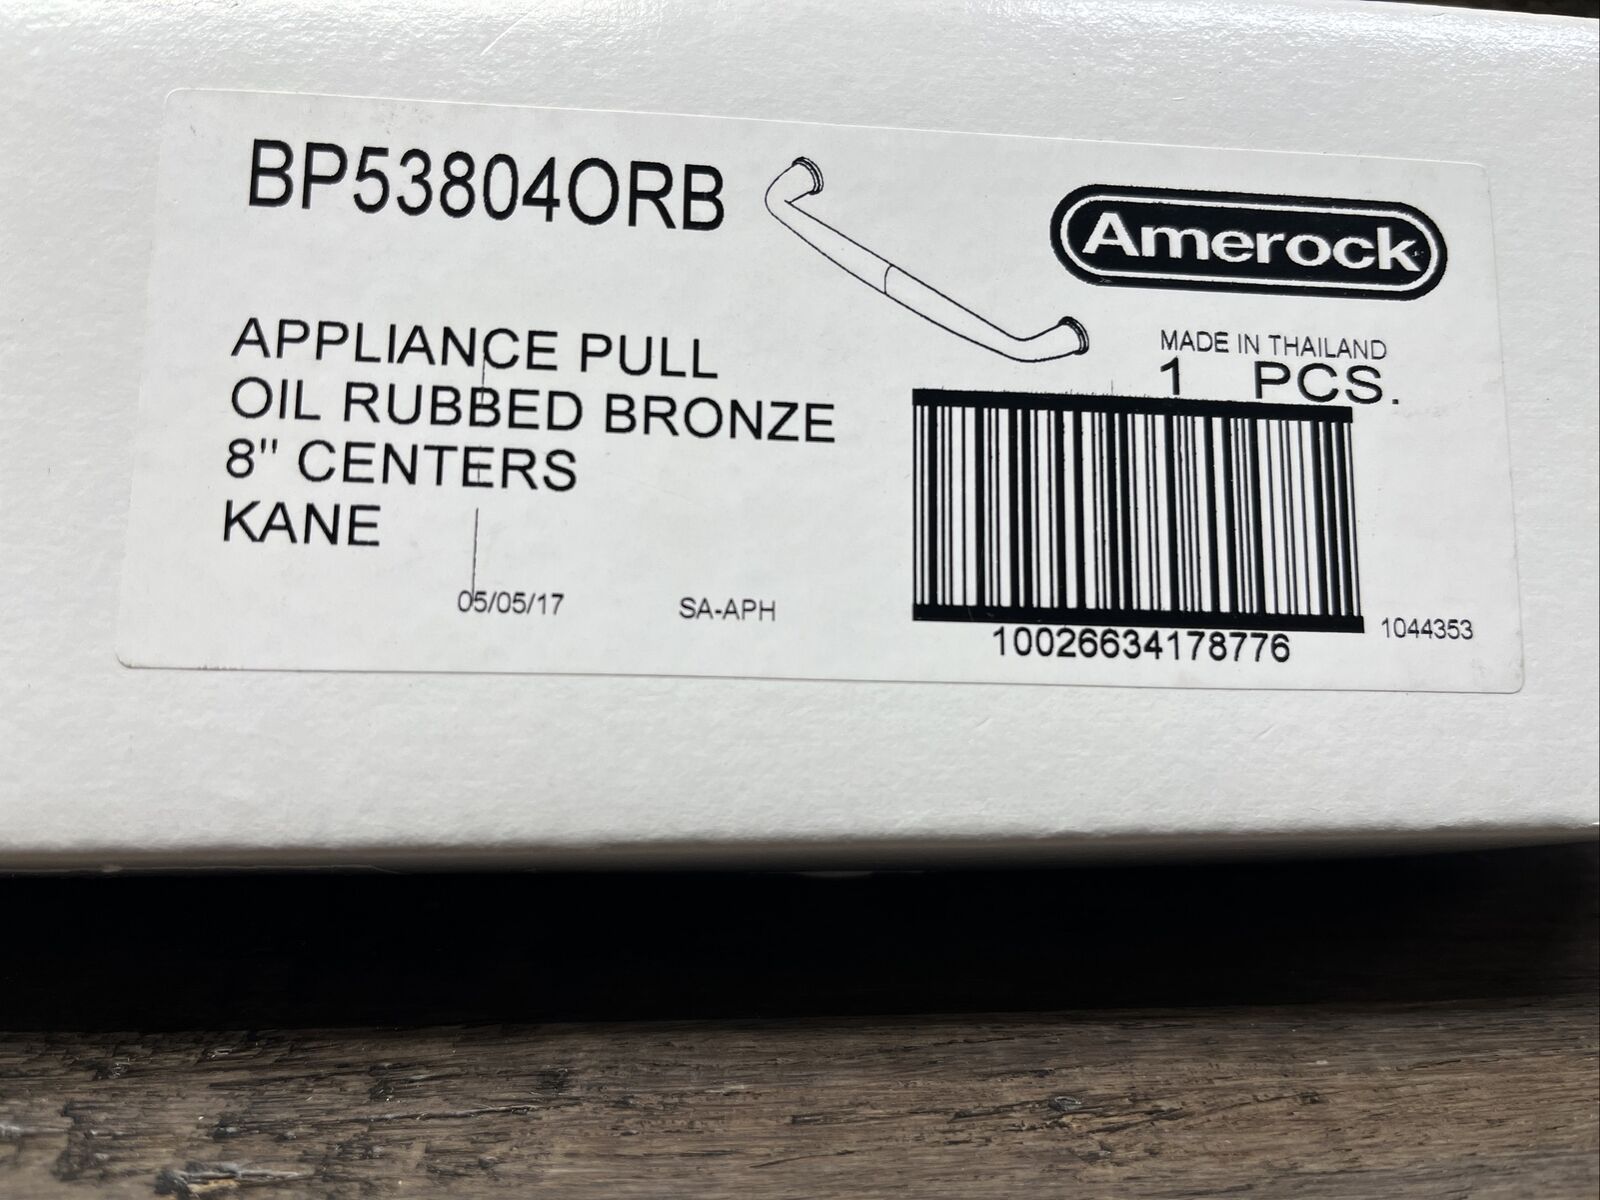 BP53804ORB
Amerock
APPLIANCE PULL
OIL RUBBED BRONZE
8" CENTERS
KANE
MADE IN THAILAND
1 PCS.
05/05/17
SA-APH
10026634178776
1044353